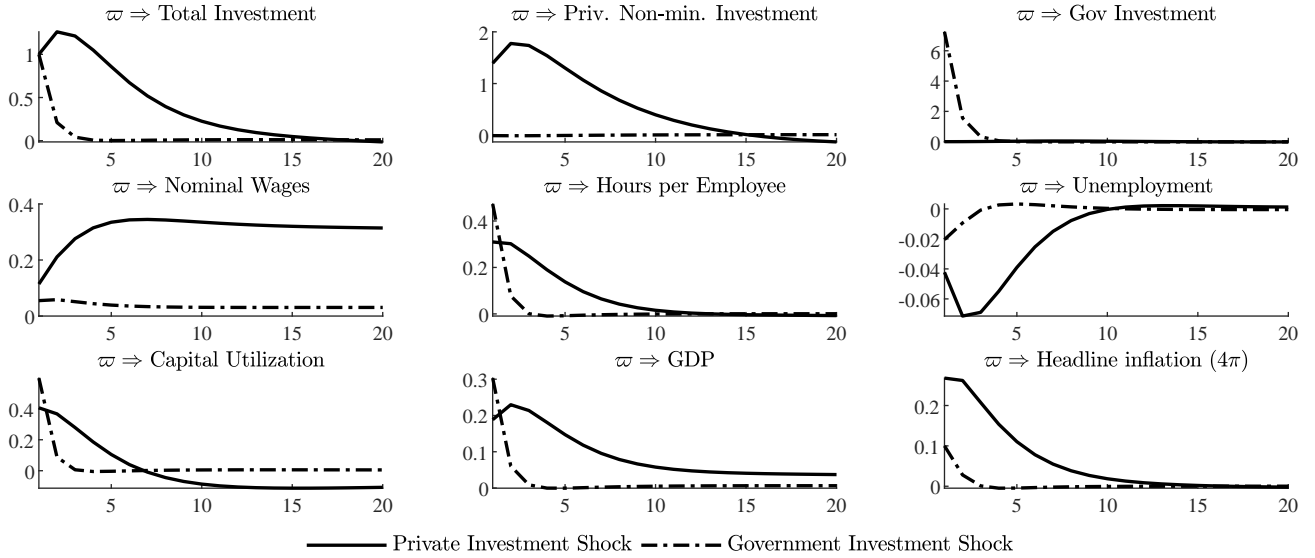 ϖ ⇒ Total Investment
ϖ ⇒ Priv. Non-min. Investment
ϖ ⇒ Gov Investment
1
0.5
0
5 10 15 20
2
1
0
5 10 15 20
6
4
2
0
5 10 15 20
ϖ ⇒ Nominal Wages
ϖ ⇒ Hours per Employee
ϖ ⇒ Unemployment
0.4
0.2
0
5 10 15 20
0.4
0.2
0
5 10 15 20
0
-0.02
-0.04
-0.06
5 10 15 20
ϖ ⇒ Capital Utilization
ϖ ⇒ GDP
ϖ ⇒ Headline inflation (4π)
0.4
0.2
0
5 10 15 20
0.3
0.2
0.1
0
5 10 15 20
0.2
0.1
0
5 10 15 20
Private Investment Shock Government Investment Shock